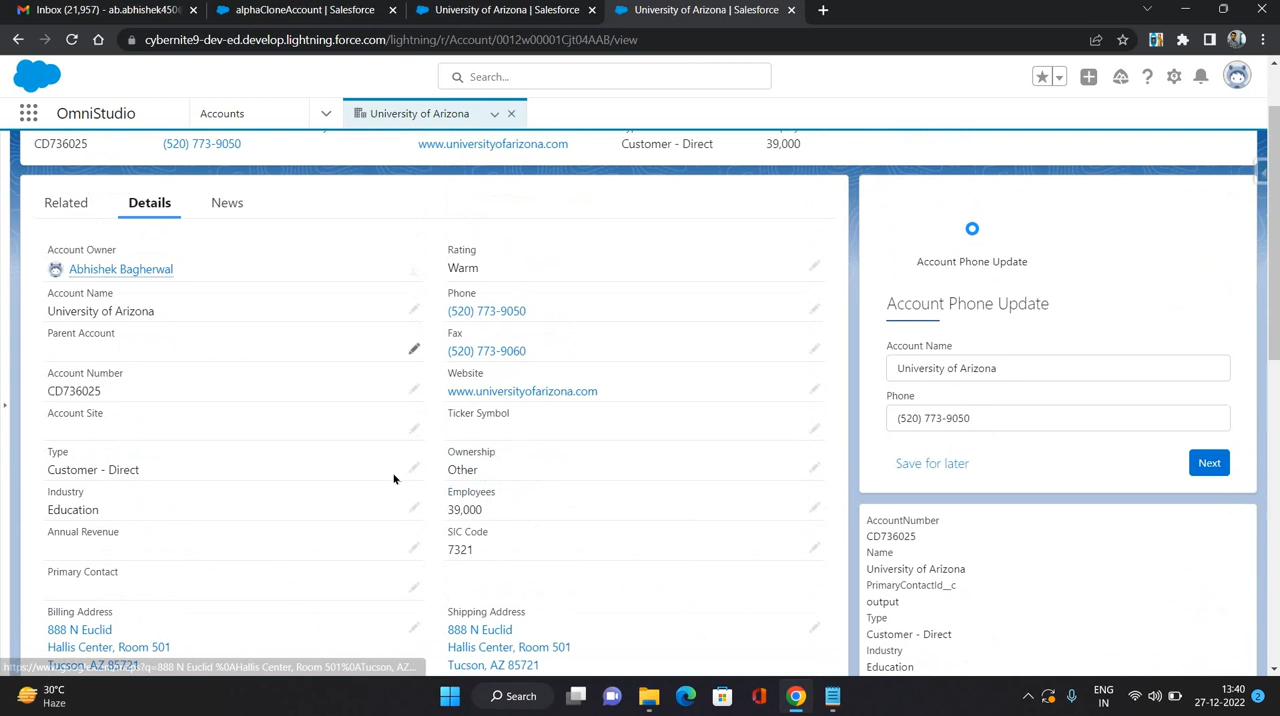 Inbox (21,957) - ab.abhishek450
alphaCloneAccount | Salesforce
University of Arizona | Salesforce
University of Arizona | Salesforce
cybernite9-dev-ed.develop.lightning.force.com/lightning/r/Account/0012w00001Cjt04AAB/view
Search...
OmniStudio
Accounts
University of Arizona
CD736025
(520) 773-9050
www.universityofarizona.com
Customer - Direct
39,000
Related
Details
News
Account Owner
Abhishek Bagherwal
Rating
Warm
Account Name
University of Arizona
Phone
(520) 773-9050
Parent Account
Fax
(520) 773-9060
Account Number
CD736025
Website
www.universityofarizona.com
Account Site
Ticker Symbol
Type
Customer - Direct
Ownership
Other
Industry
Education
Employees
39,000
Annual Revenue
SIC Code
7321
Primary Contact
Billing Address
888 N Euclid
Hallis Center, Room 501
Tucson, AZ 85721
Shipping Address
888 N Euclid
Hallis Center, Room 501
Tucson, AZ 85721
Account Phone Update
Account Phone Update
Account Name
University of Arizona
Phone
(520) 773-9050
Save for later
Next
AccountNumber
CD736025
Name
University of Arizona
PrimaryContactId__c
output
Type
Customer - Direct
Industry
Education
30°C
Haze
Search
ENG
IN
13:40
27-12-2022
2